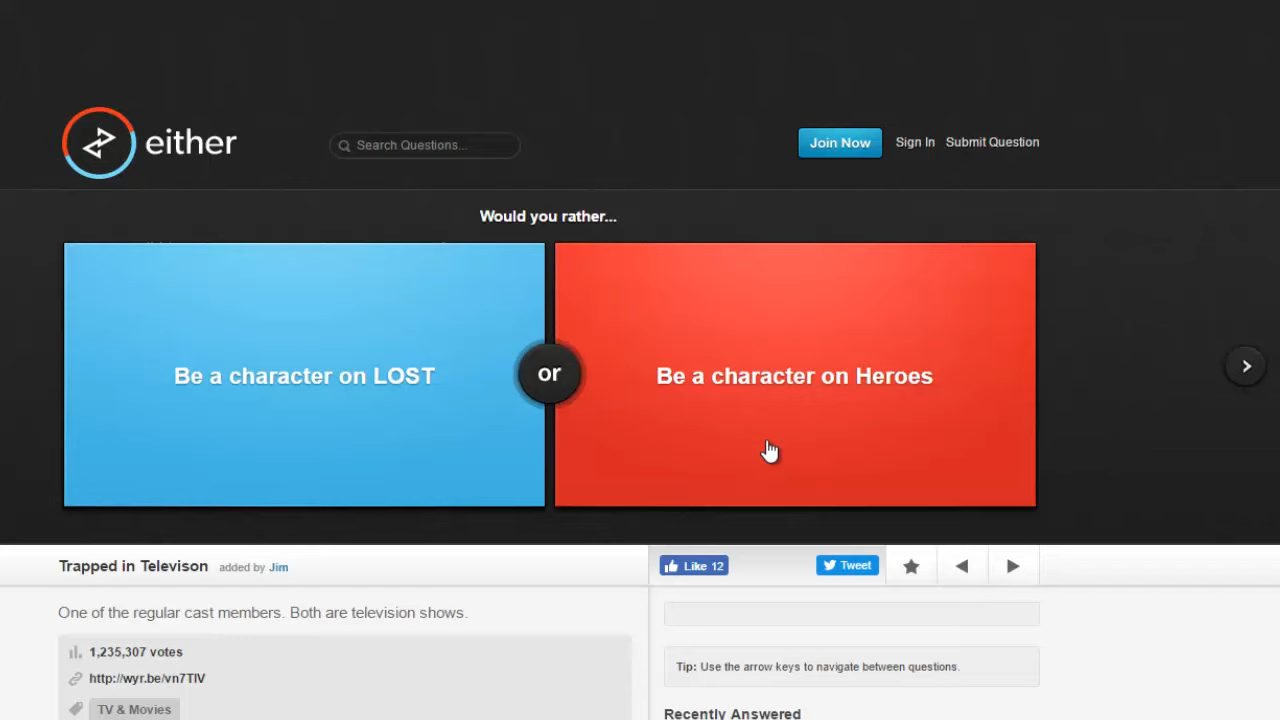 either
Search Questions...
Join Now
Sign In
Submit Question
Would you rather...
Be a character on LOST
or
Be a character on Heroes
Trapped in Televison
added by Jim
Like 12
Tweet
One of the regular cast members. Both are television shows.
1,235,307 votes
http://wyr.be/vn7TIV
TV & Movies
Tip: Use the arrow keys to navigate between questions.
Recently Answered